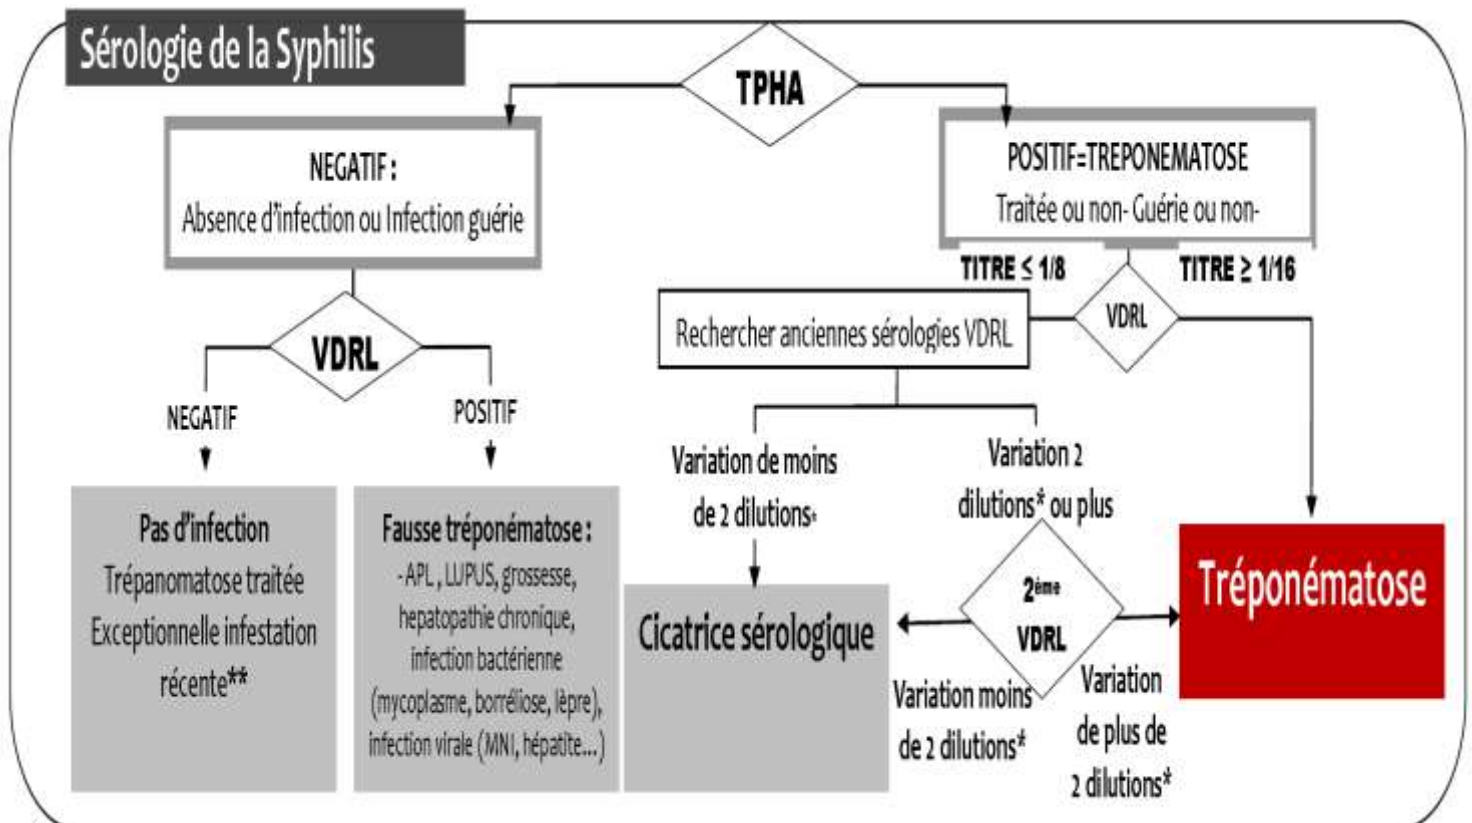 Sérologie de la Syphilis
TPHA
NEGATIF :
Absence d'infection ou Infection guérie
POSITIF=TREPONEMATOSE
Traitée ou non- Guérie ou non-
TITRE ≤ 1/8
TITRE ≥ 1/16
VDRL
Rechercher anciennes sérologies VDRL
VDRL
NEGATIF
POSITIF
Variation de moins
de 2 dilutions*
Variation 2
dilutions* ou plus
Pas d'infection
Trépanomatose traitée
Exceptionnelle infestation
récente**
Fausse tréponématose :
- APL , LUPUS, grossesse,
hepatopathie chronique,
infection bactérienne
(mycoplasme, borréliose, lèpre),
infection virale (MNI, hépatite...)
Cicatrice sérologique
2ème
VDRL
Tréponématose
Variation moins
de 2 dilutions*
Variation
de plus de
2 dilutions*